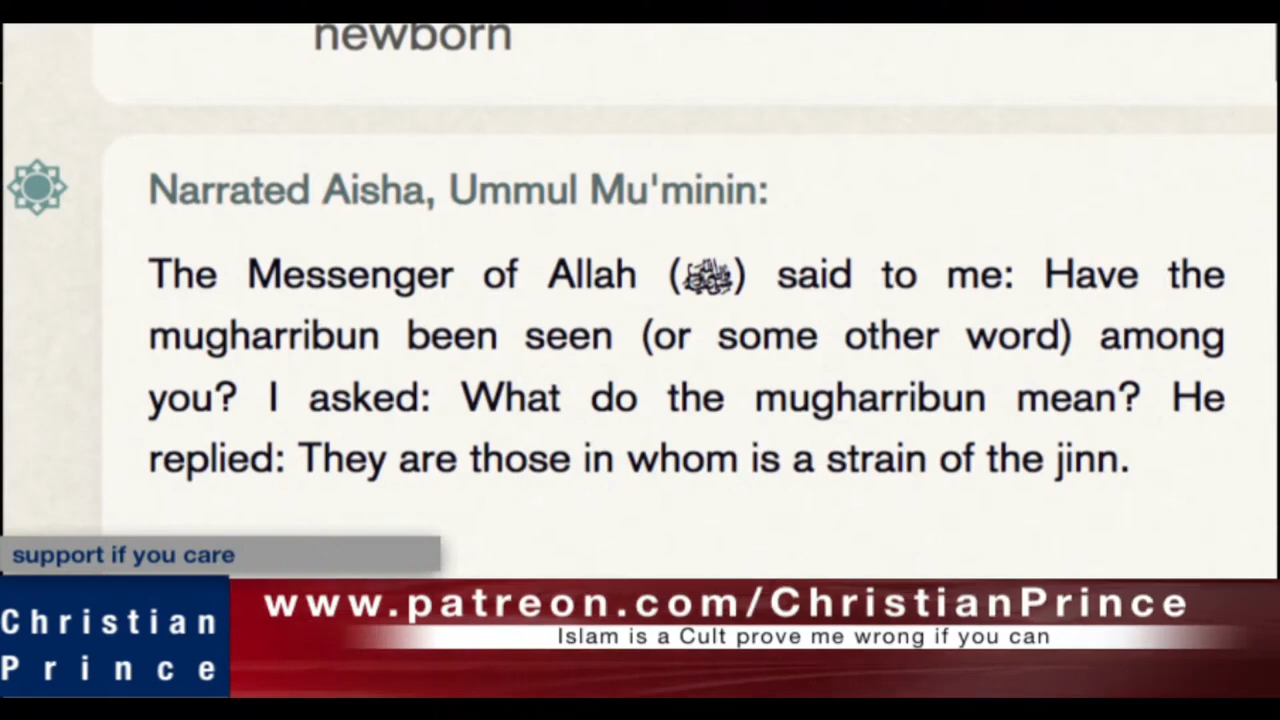 newborn
Narrated Aisha, Ummul Mu'minin:
The Messenger of Allah (ﷺ) said to me: Have the
mugharribun been seen (or some other word) among
you? I asked: What do the mugharribun mean? He
replied: They are those in whom is a strain of the jinn.
support if you care
Christian
Prince
www.patreon.com/ChristianPrince
Islam is a Cult prove me wrong if you can